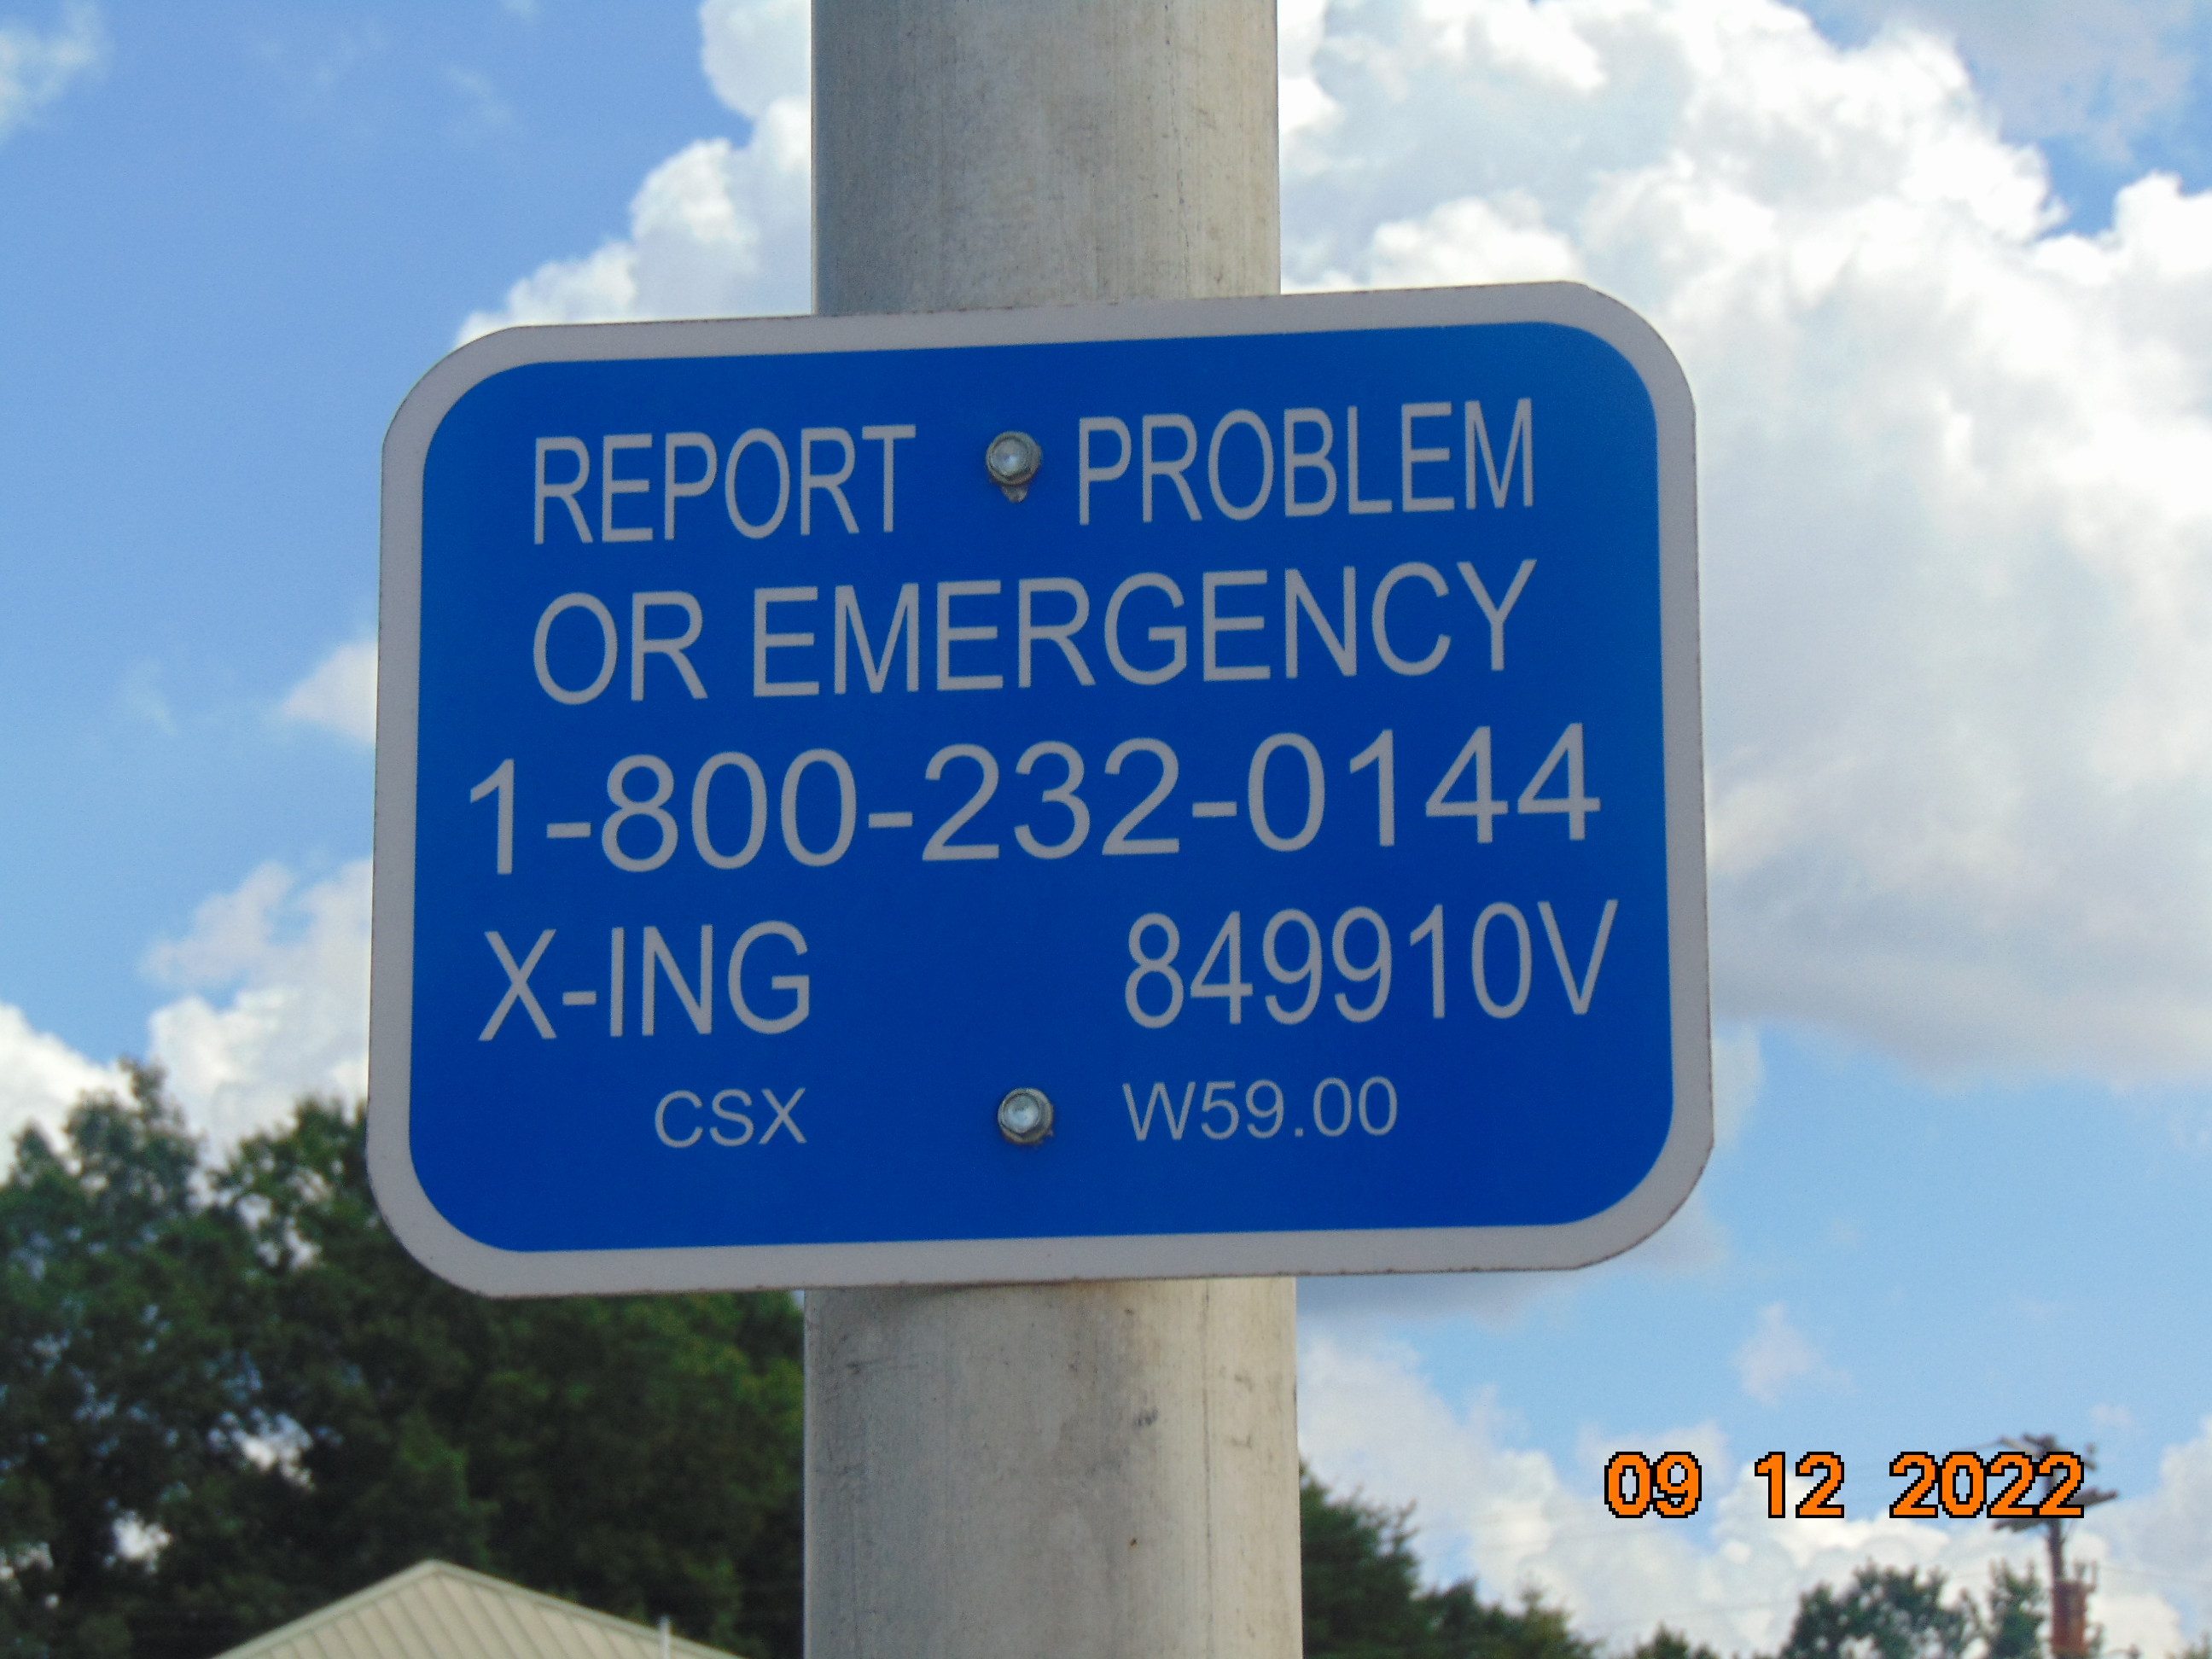 REPORT PROBLEM
OR EMERGENCY
1-800-232-0144
X-ING 849910V
CSX W59.00
09 12 2022